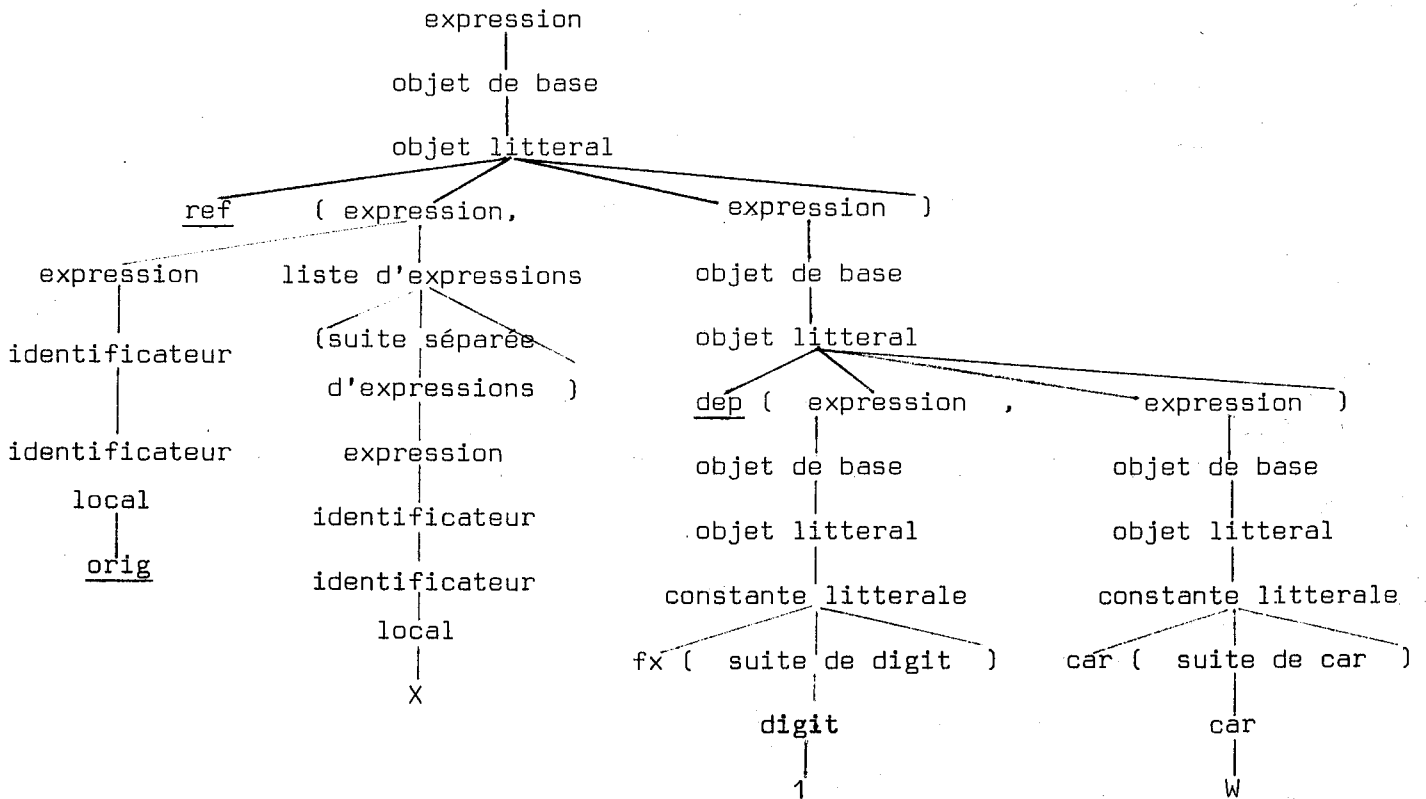 expression
objet de base
objet litteral
ref ( expression, expression )
expression liste d'expressions objet de base
identificateur (suite séparée objet litteral
d'expressions ) dep ( expression , expression )
identificateur expression objet de base objet de base
local identificateur objet litteral objet litteral
orig identificateur constante litterale constante litterale
local fx ( suite de digit ) car ( suite de car )
X digit car
1 W